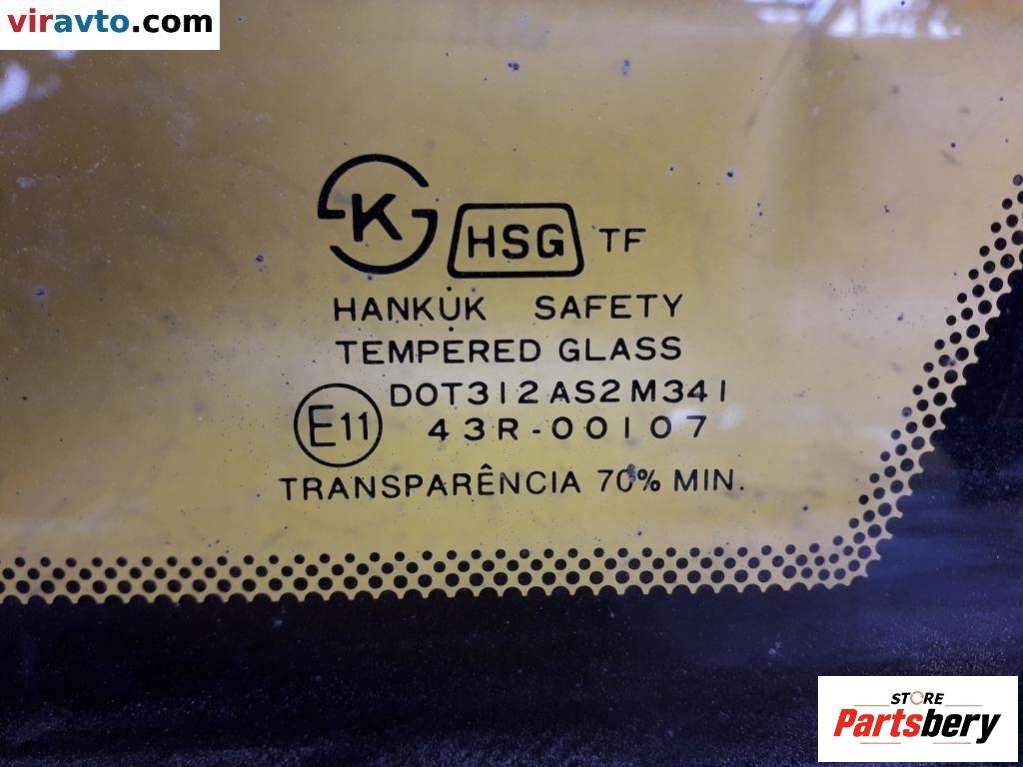 viravto.com
K
HSG TF
HANKUK SAFETY
TEMPERED GLASS
DOT312AS2M341
E11 43R-00107
TRANSPARÊNCIA 70% MIN.
STORE
Partsbery